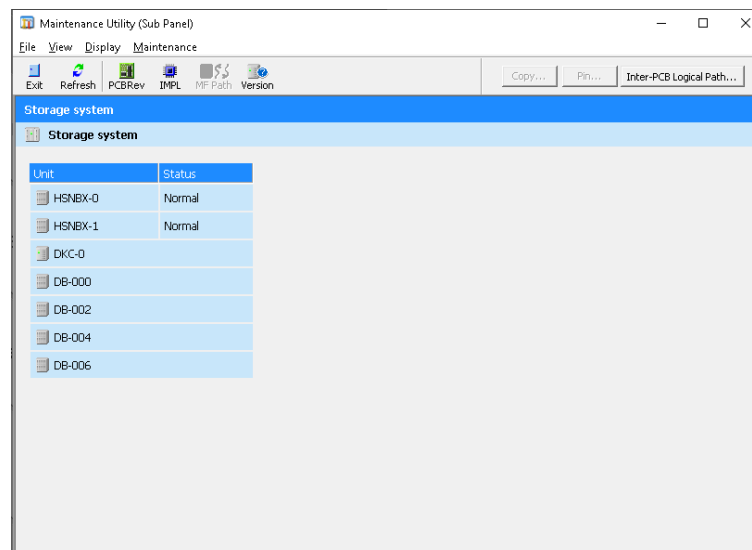 Maintenance Utility (Sub Panel)
File View Display Maintenance
Exit Refresh PCBRev IMPL MF Path Version Copy... Pin... Inter-PCB Logical Path...
Storage system
Storage system
Unit Status
HSNBX-0 Normal
HSNBX-1 Normal
DKC-0
DB-000
DB-002
DB-004
DB-006